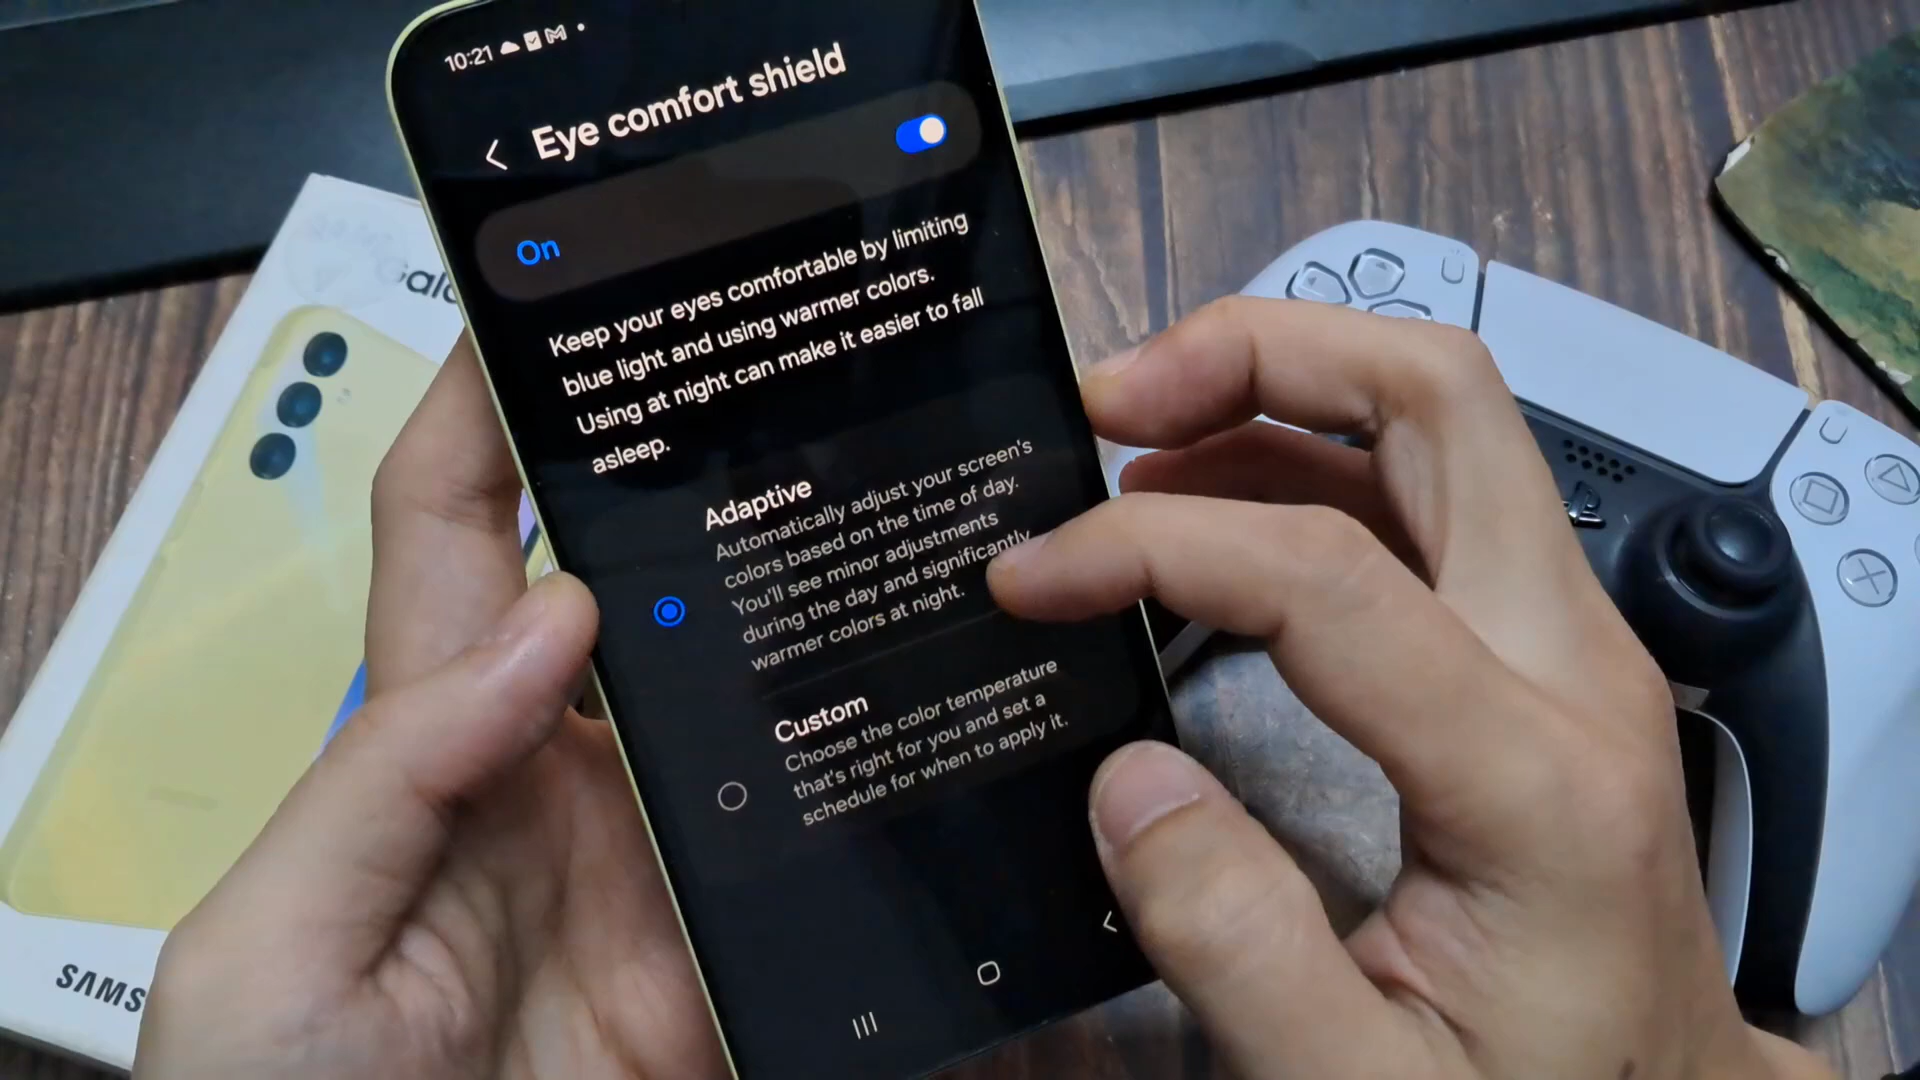 10:21
Eye comfort shield
On
Keep your eyes comfortable by limiting
blue light and using warmer colors.
Using at night can make it easier to fall
asleep.
Adaptive
Automatically adjust your screen's
colors based on the time of day.
You'll see minor adjustments
during the day and significantly
warmer colors at night.
Custom
Choose the color temperature
that's right for you and set a
schedule for when to apply it.
Gala
SAMS